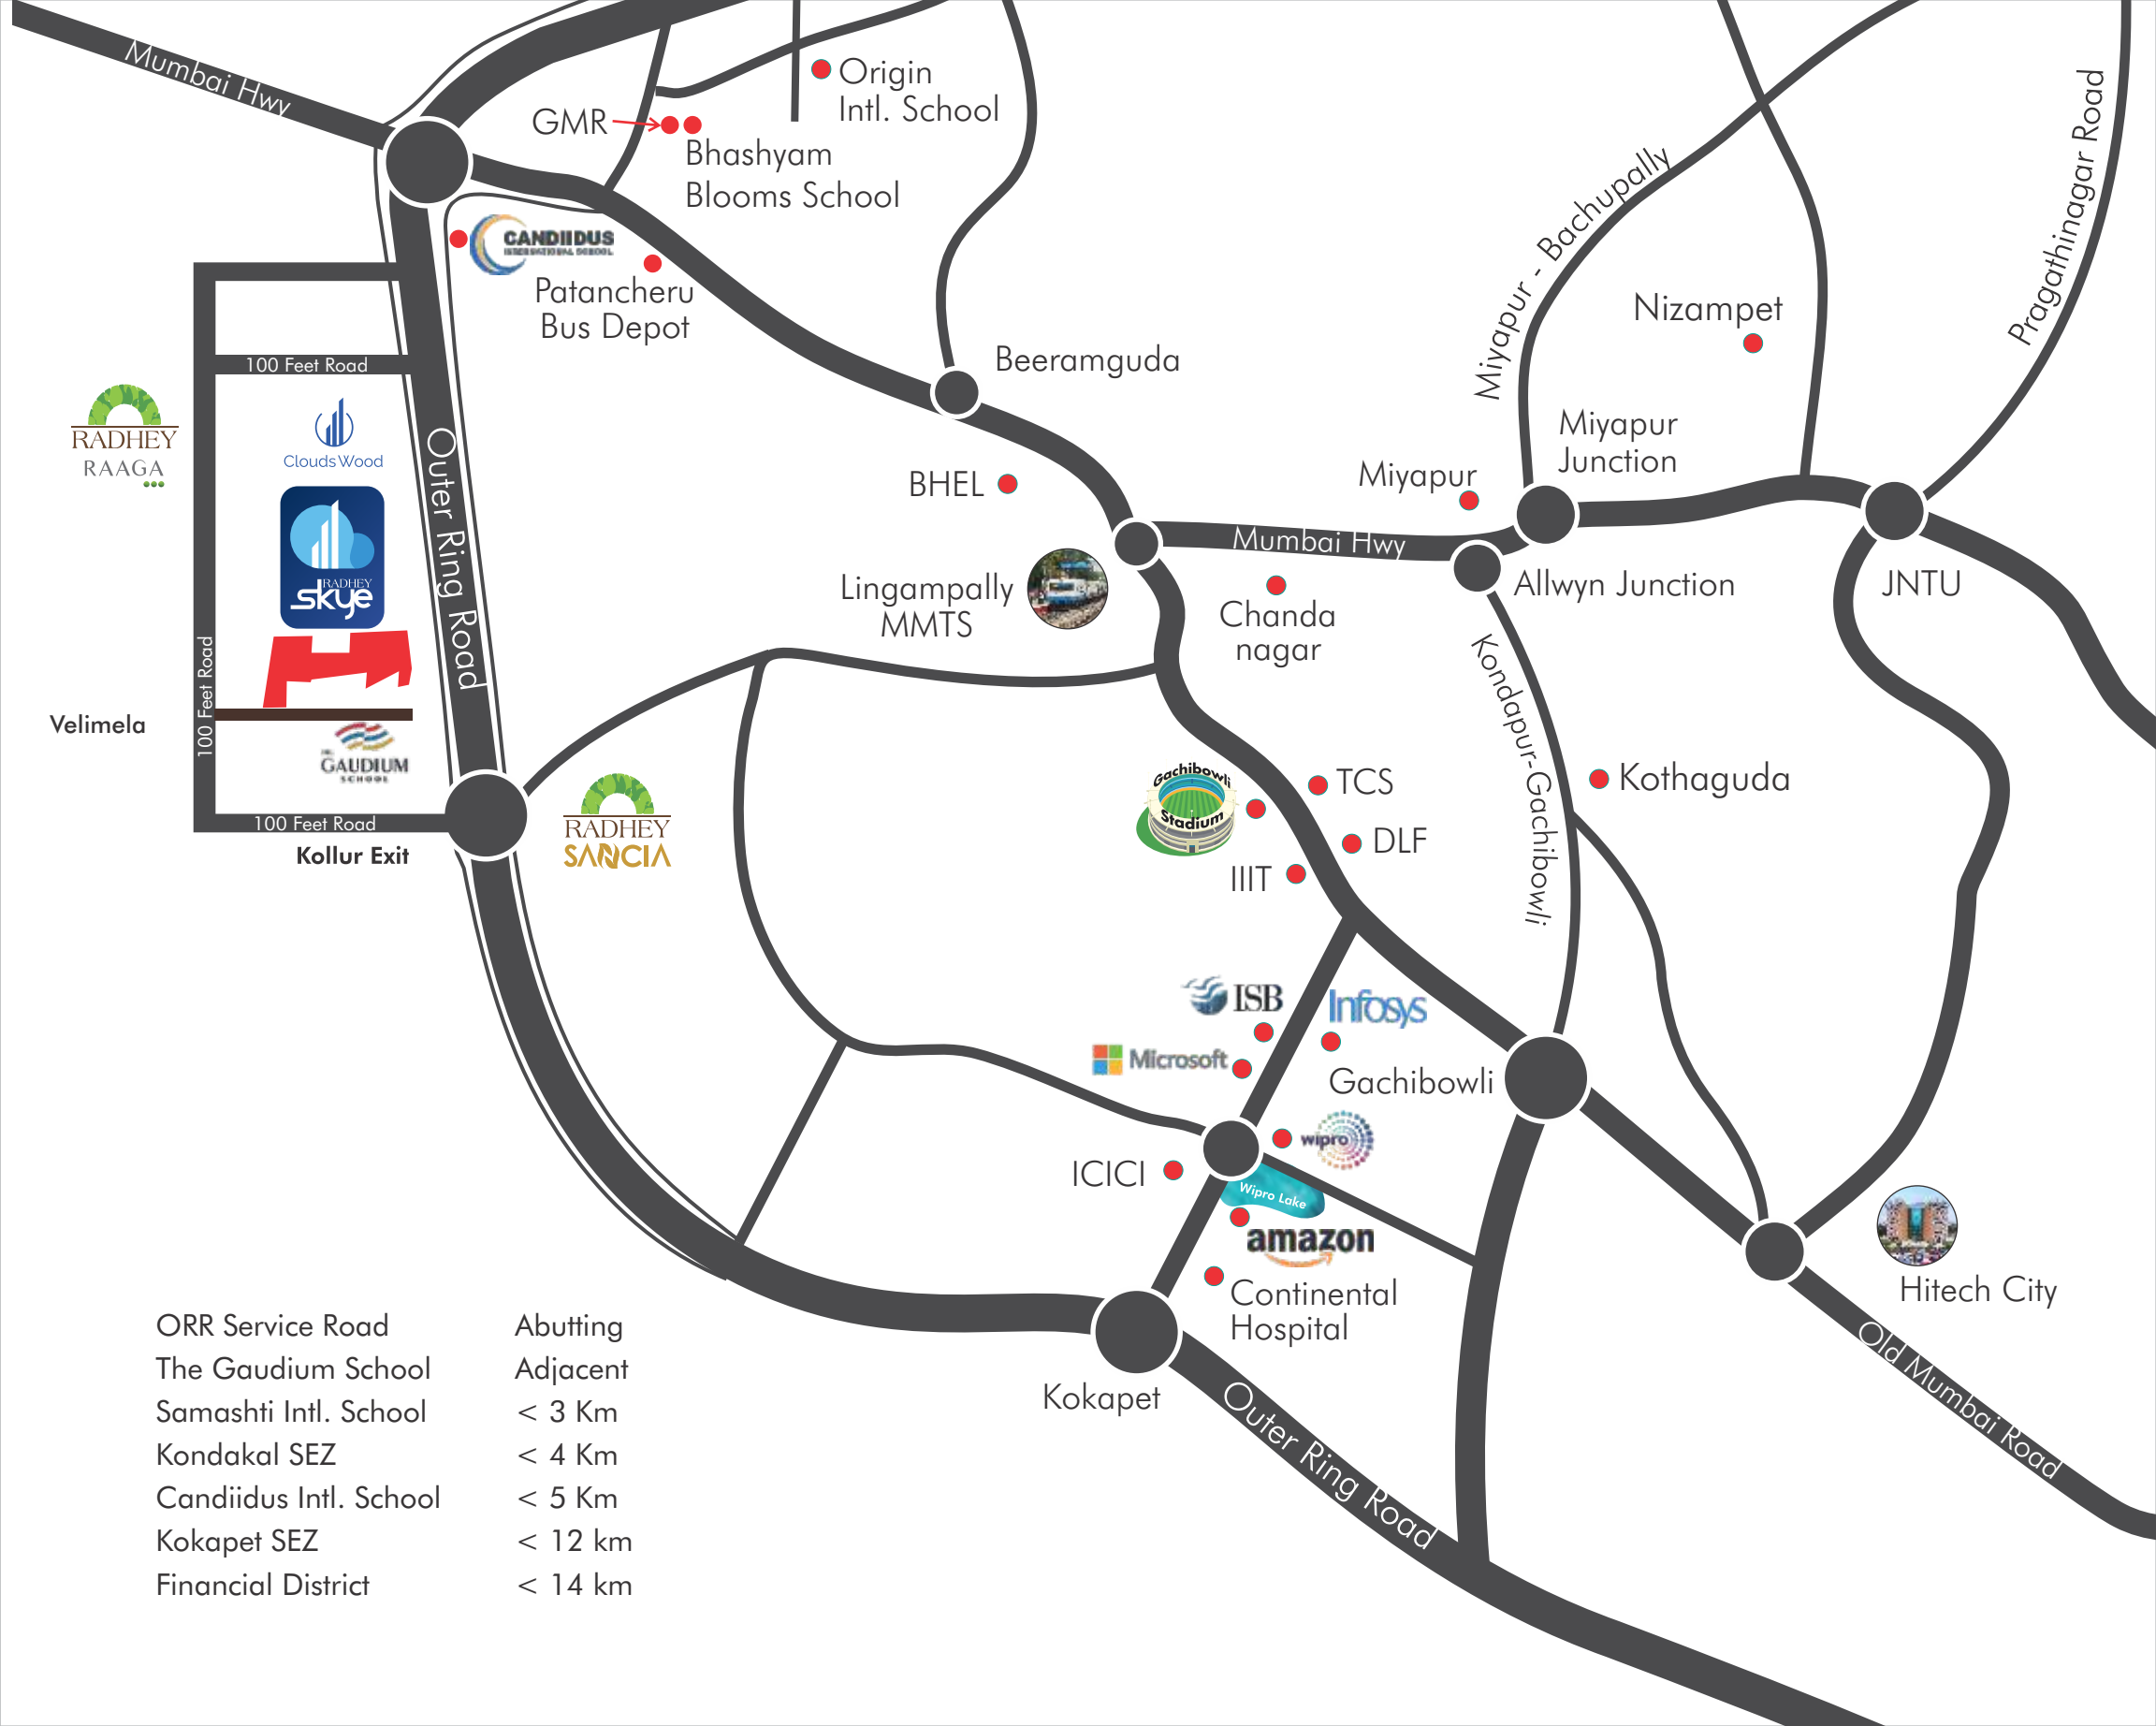 Mumbai Hwy
Origin
Intl. School
GMR
Bhashyam
Blooms School
CANDIIDUS
INTERNATIONAL SCHOOL
Patancheru
Bus Depot
Beeramguda
Miyapur - Bachupally
Pragathinagar Road
Nizampet
100 Feet Road
RADHEY
RAAGA
Clouds Wood
Outer Ring Road
BHEL
Miyapur
Miyapur
Junction
Mumbai Hwy
Allwyn Junction
JNTU
RADHEY
skye
Lingampally
MMTS
Chanda
nagar
Kondapur-Gachibowli
100 Feet Road
Velimela
THE
GAUDIUM
SCHOOL
100 Feet Road
Kollur Exit
RADHEY
SANCIA
Gachibowli
Stadium
TCS
DLF
IIIT
Kothaguda
ISB
Infosys
Microsoft
Gachibowli
wipro
ICICI
Wipro Lake
amazon
Continental
Hospital
Hitech City
Kokapet
Outer Ring Road
Old Mumbai Road
ORR Service Road Abutting
The Gaudium School Adjacent
Samashti Intl. School < 3 Km
Kondakal SEZ < 4 Km
Candiidus Intl. School < 5 Km
Kokapet SEZ < 12 km
Financial District < 14 km